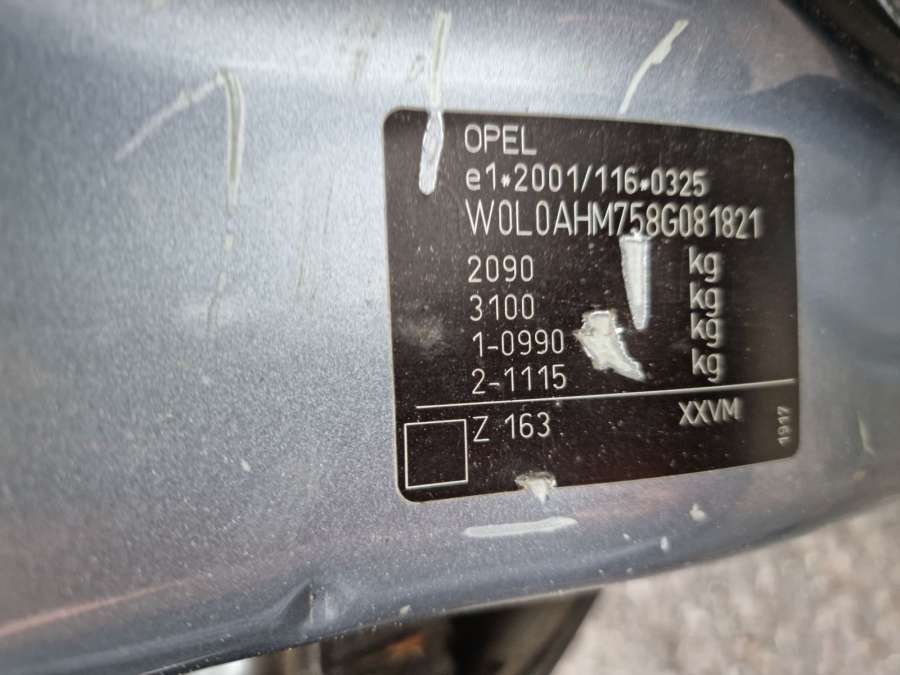 OPEL
e1*2001/116*0325
W0L0AHM758G081821
2090 kg
3100 kg
1-0990 kg
2-1115 kg
Z 163 XXVM
1917